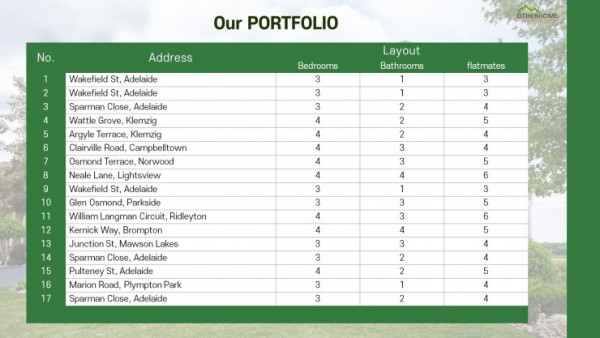 Our PORTFOLIO
OTHERHOME
No. Address Layout
Bedrooms Bathrooms flatmates
1 Wakefield St, Adelaide 3 1 3
2 Wakefield St, Adelaide 3 1 3
3 Sparman Close, Adelaide 3 2 4
4 Wattle Grove, Klemzig 4 2 5
5 Argyle Terrace, Klemzig 4 2 4
6 Clairville Road, Campbelltown 4 3 4
7 Osmond Terrace, Norwood 4 3 5
8 Neale Lane, Lightsview 4 4 6
9 Wakefield St, Adelaide 3 1 3
10 Glen Osmond, Parkside 3 3 5
11 William Langman Circuit, Ridleyton 4 3 6
12 Kernick Way, Brompton 4 4 5
13 Junction St, Mawson Lakes 3 3 4
14 Sparman Close, Adelaide 3 2 4
15 Pulteney St, Adelaide 4 2 5
16 Marion Road, Plympton Park 3 1 4
17 Sparman Close, Adelaide 3 2 4